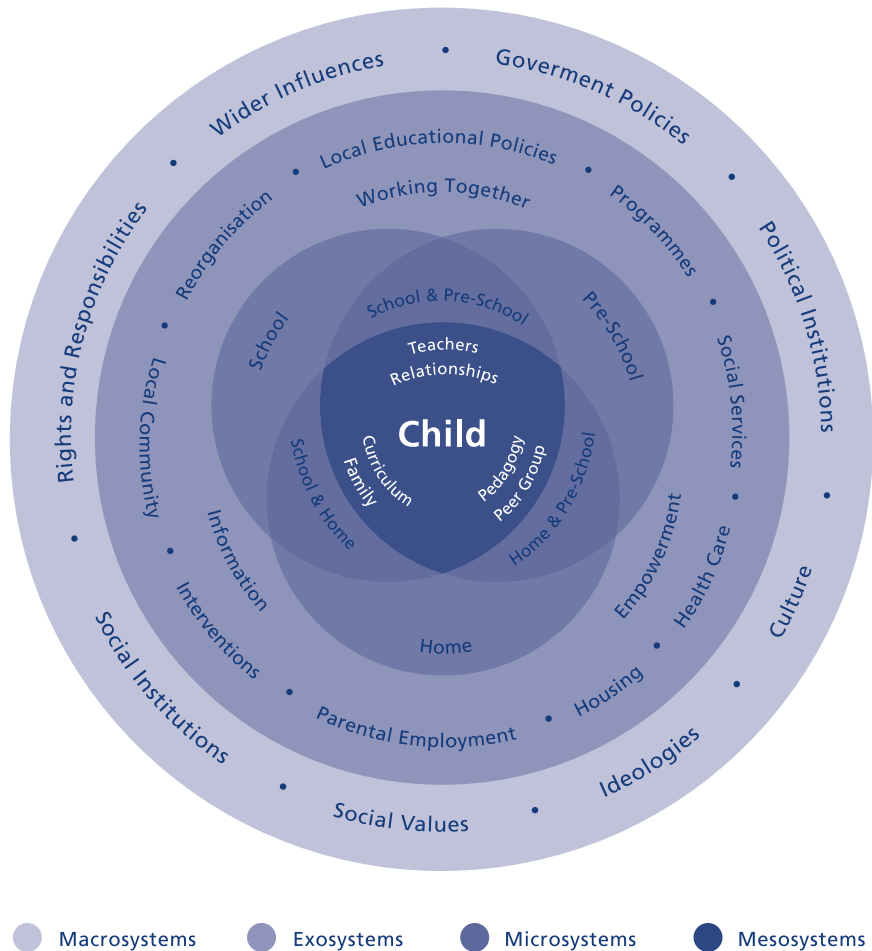 Wider Influences
Goverment Policies
Political Institutions
Culture
Ideologies
Social Values
Social Institutions
Rights and Responsibilities
Local Educational Policies
Programmes
Social Services
Health Care
Housing
Parental Employment
Interventions
Local Community
Reorganisation
Working Together
Empowerment
Information
School
Pre-School
Home
School & Pre-School
Home & Pre-School
School & Home
Teachers
Relationships
Child
Pedagogy
Peer Group
Curriculum
Family
Macrosystems
Exosystems
Microsystems
Mesosystems